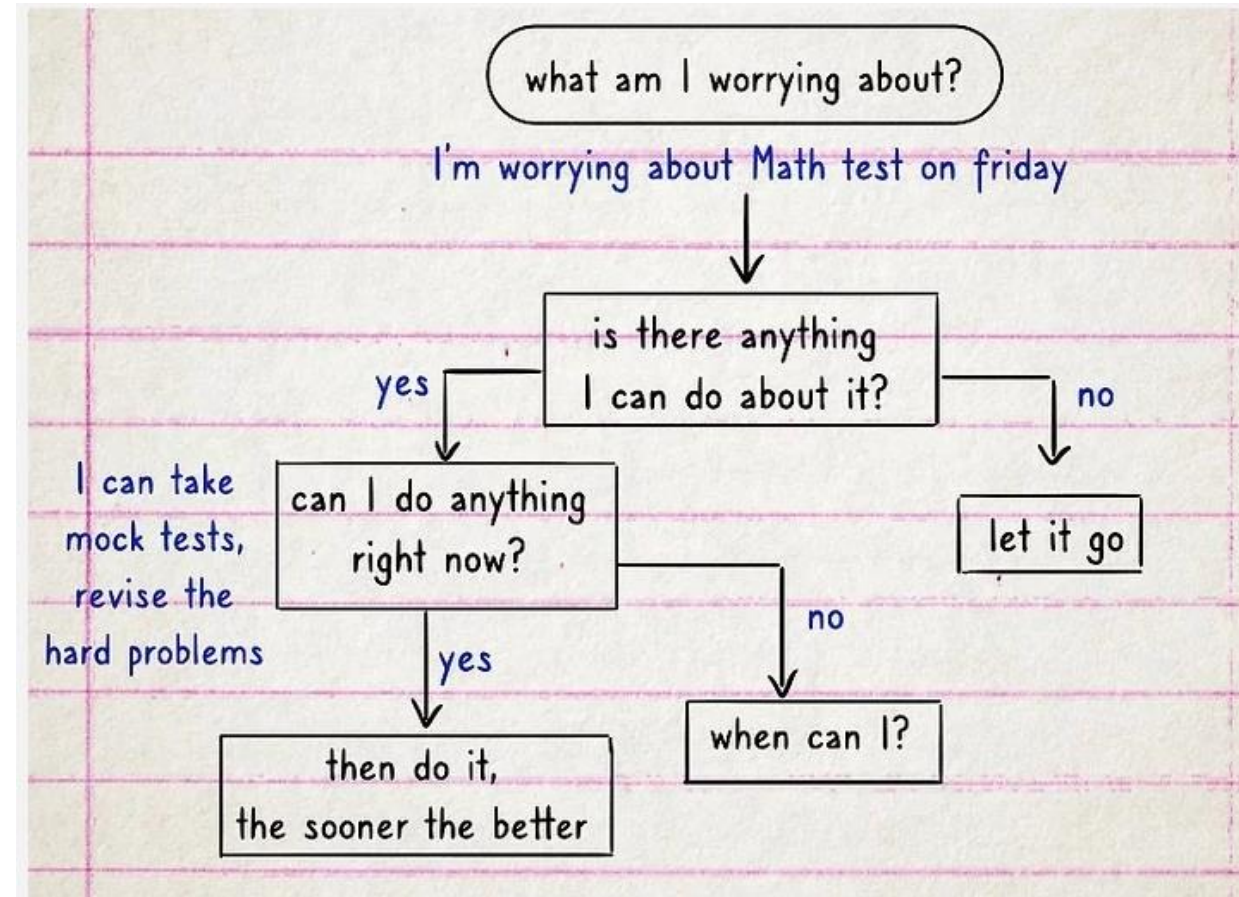 what am I worrying about?
I'm worrying about Math test on friday
is there anything
I can do about it?
yes
no
I can take
mock tests,
revise the
hard problems
can I do anything
right now?
let it go
no
yes
when can I?
then do it,
the sooner the better